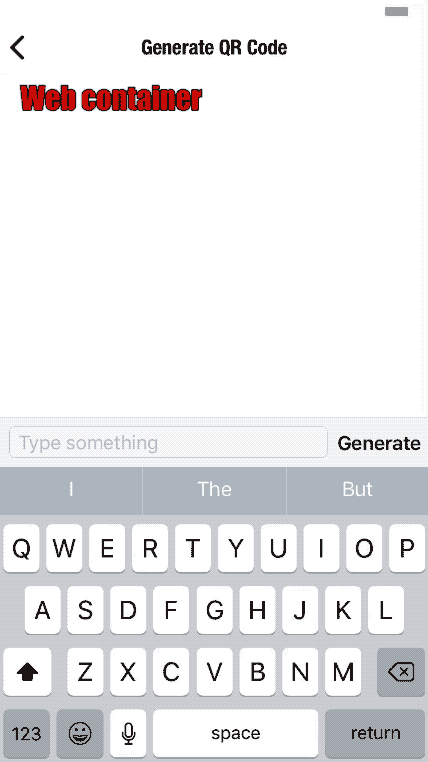 Generate QR Code
Web container
Type something Generate
I The But
Q W E R T Y U I O P
A S D F G H J K L
Z X C V B N M
123 space return